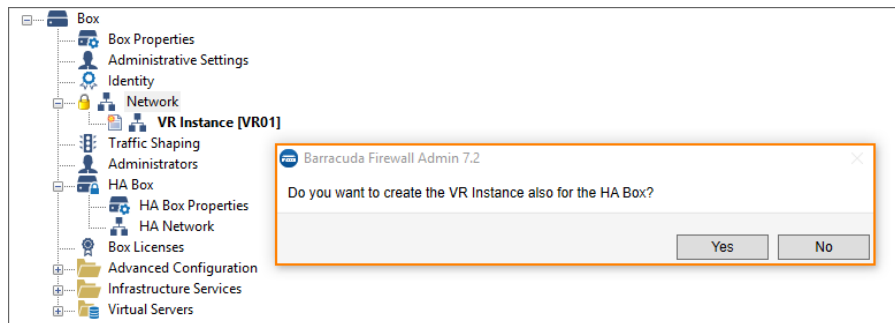 Box
Box Properties
Administrative Settings
Identity
Network
VR Instance [VR01]
Traffic Shaping
Administrators
HA Box
HA Box Properties
HA Network
Box Licenses
Advanced Configuration
Infrastructure Services
Virtual Servers
Barracuda Firewall Admin 7.2
Do you want to create the VR Instance also for the HA Box?
Yes No